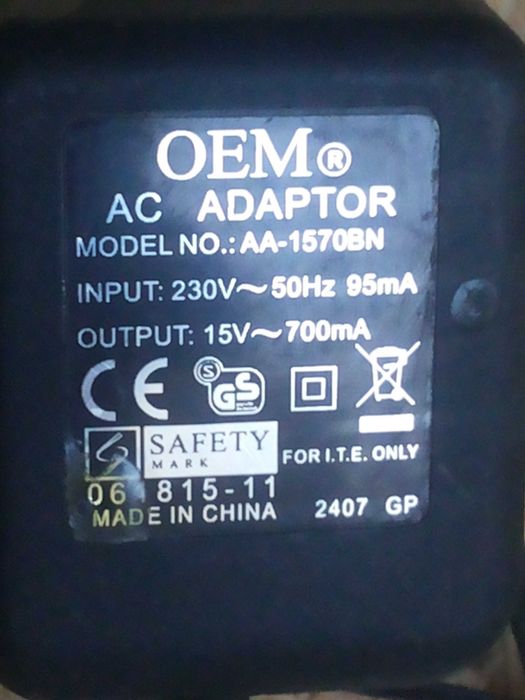 OEM®
AC ADAPTOR
MODEL NO.: AA-1570BN
INPUT: 230V~50Hz 95mA
OUTPUT: 15V~700mA
CE S GS
SAFETY
MARK
FOR I.T.E. ONLY
06 815-11
MADE IN CHINA 2407 GP